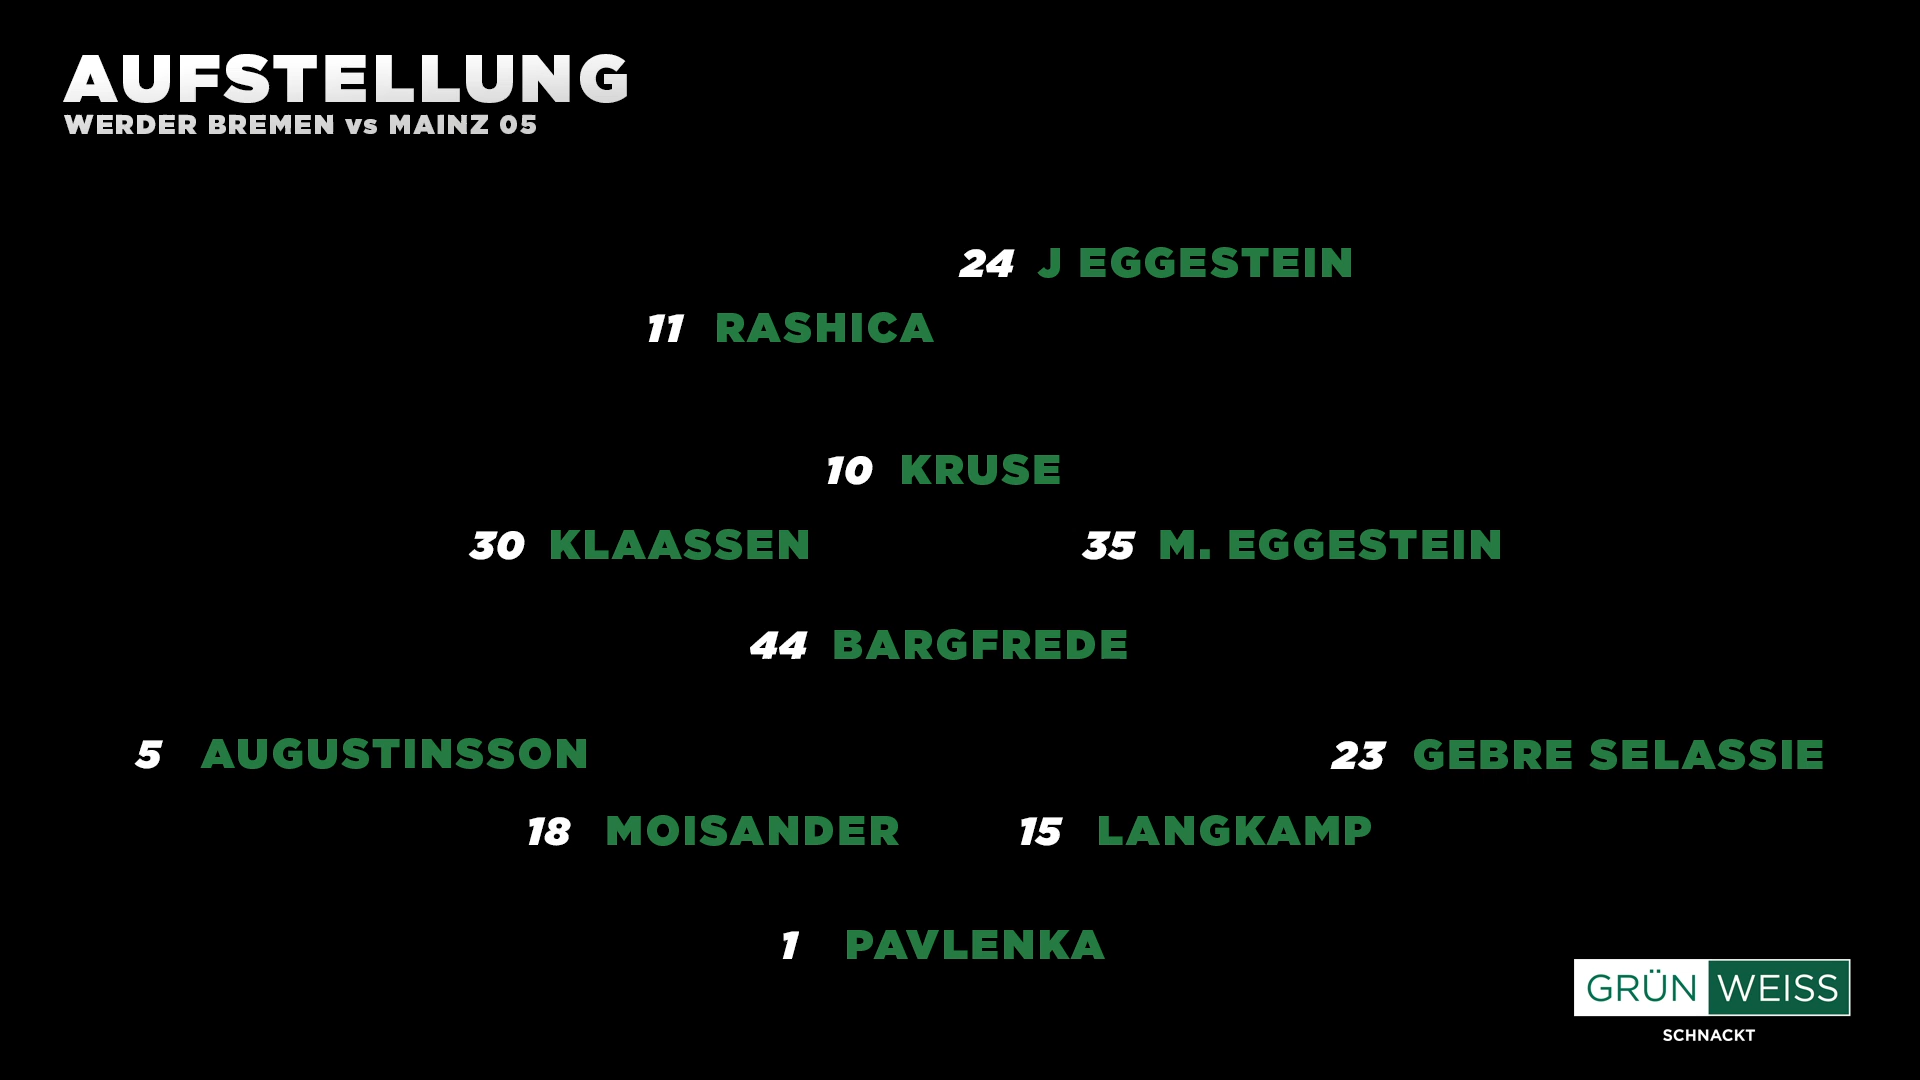 AUFSTELLUNG
WERDER BREMEN vs MAINZ 05
24 J EGGESTEIN
11 RASHICA
10 KRUSE
30 KLAASSEN 35 M. EGGESTEIN
44 BARGFREDE
5 AUGUSTINSSON 23 GEBRE SELASSIE
18 MOISANDER 15 LANGKAMP
1 PAVLENKA
GRÜN WEISS
SCHNACKT